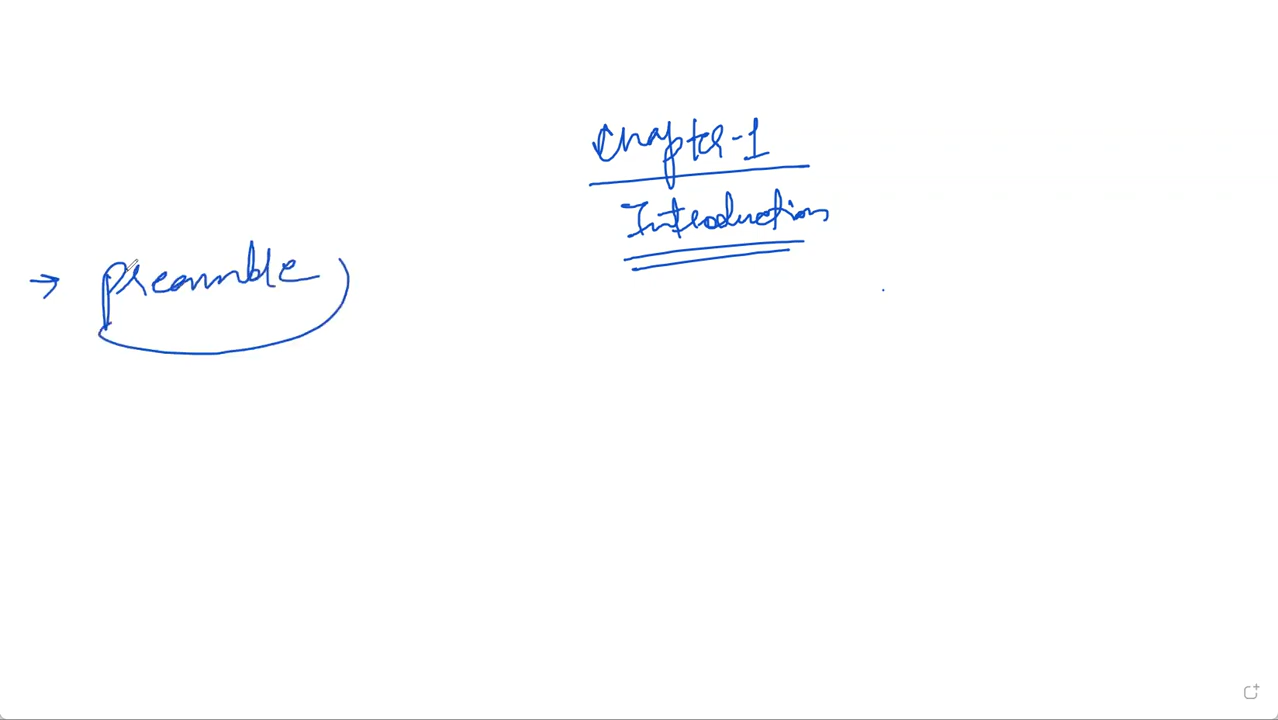 Chapter-1
Introduction
→ preamble